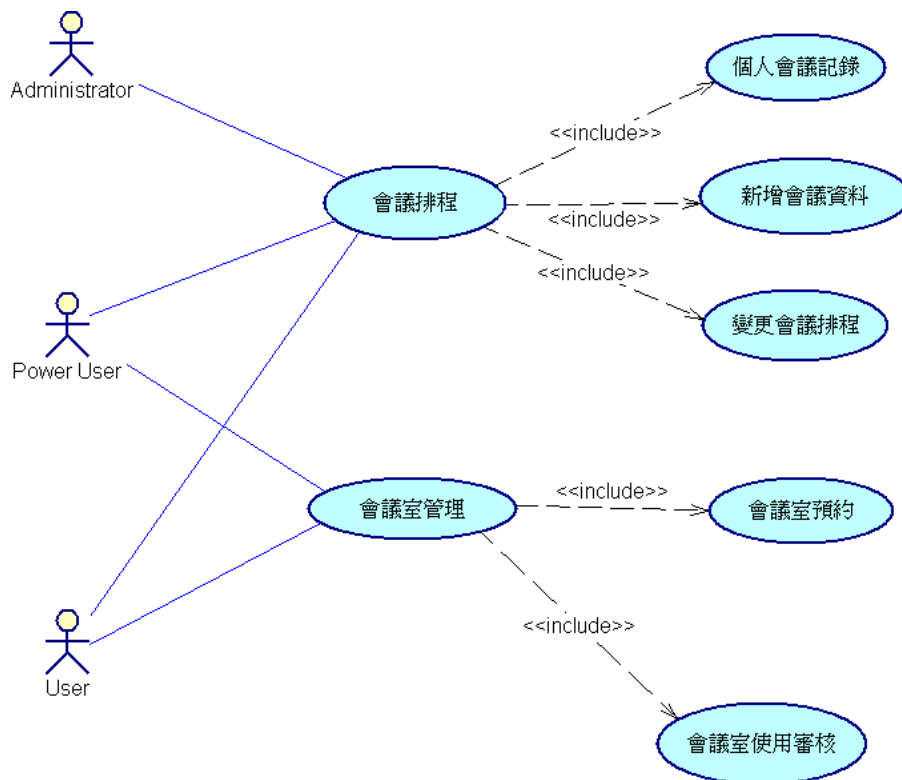 Administrator
個人會議記錄
<<include>>
會議排程
新增會議資料
<<include>>
<<include>>
變更會議排程
Power User
會議室管理
<<include>>
會議室預約
<<include>>
User
會議室使用審核